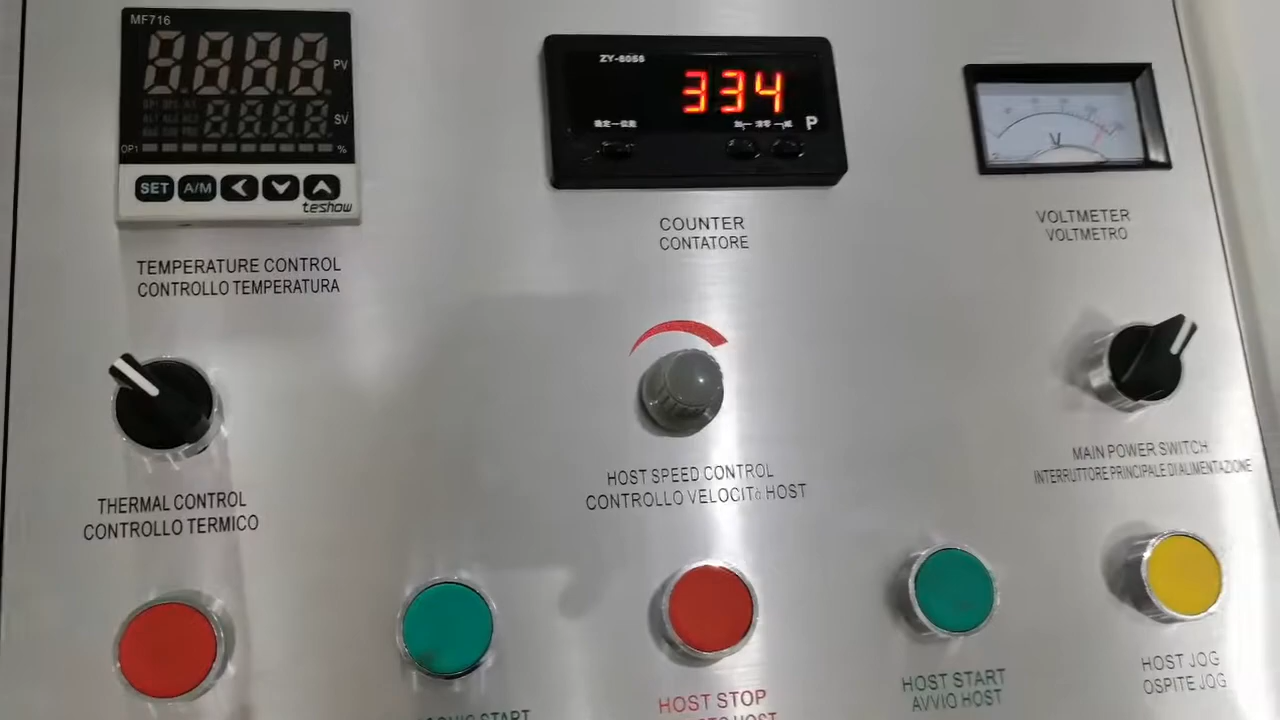 MF716
PV
SV
OP1
%
SET A/M
teshow
TEMPERATURE CONTROL
CONTROLLO TEMPERATURA
334
P
COUNTER
CONTATORE
V
VOLTMETER
VOLTMETRO
THERMAL CONTROL
CONTROLLO TERMICO
HOST SPEED CONTROL
CONTROLLO VELOCITà HOST
MAIN POWER SWITCH
INTERRUTTORE PRINCIPALE DI ALIMENTAZIONE
START
HOST STOP
HOST
HOST START
AVVIO HOST
HOST JOG
OSPITE JOG